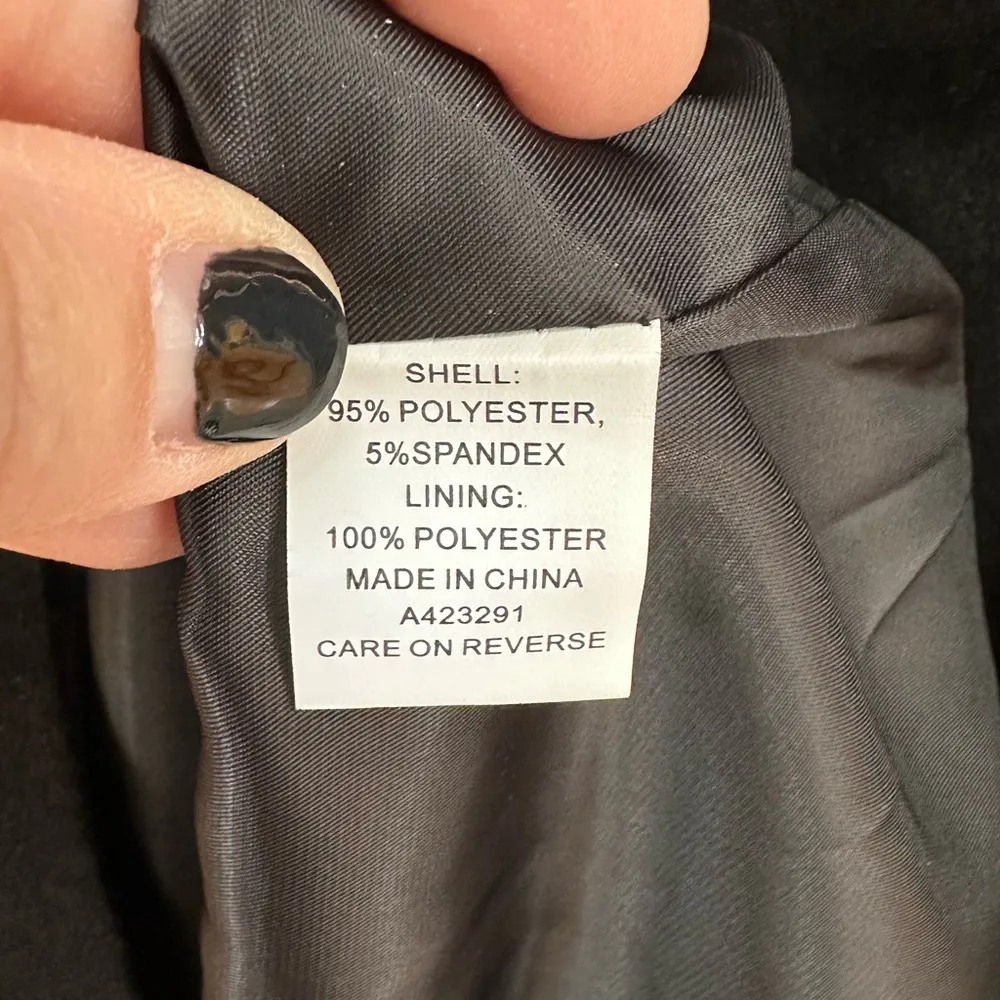 SHELL:
95% POLYESTER,
5%SPANDEX
LINING:
100% POLYESTER
MADE IN CHINA
A423291
CARE ON REVERSE